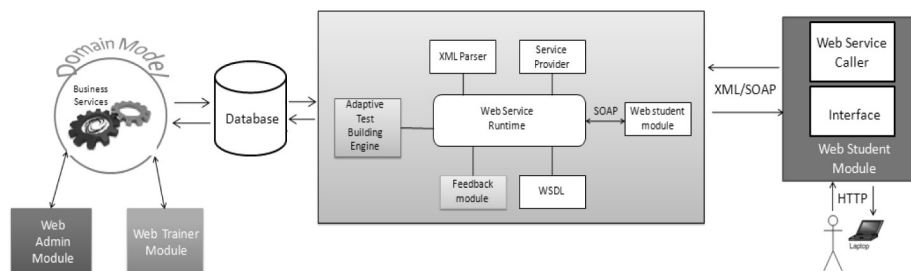 Domain Model
Business
Services
Web
Admin
Module
Web Trainer
Module
Database
XML Parser
Service
Provider
Adaptive
Test
Building
Engine
Web Service
Runtime
SOAP
Web student
module
Feedback
module
WSDL
XML/SOAP
Web Service
Caller
Interface
Web Student
Module
HTTP
Laptop